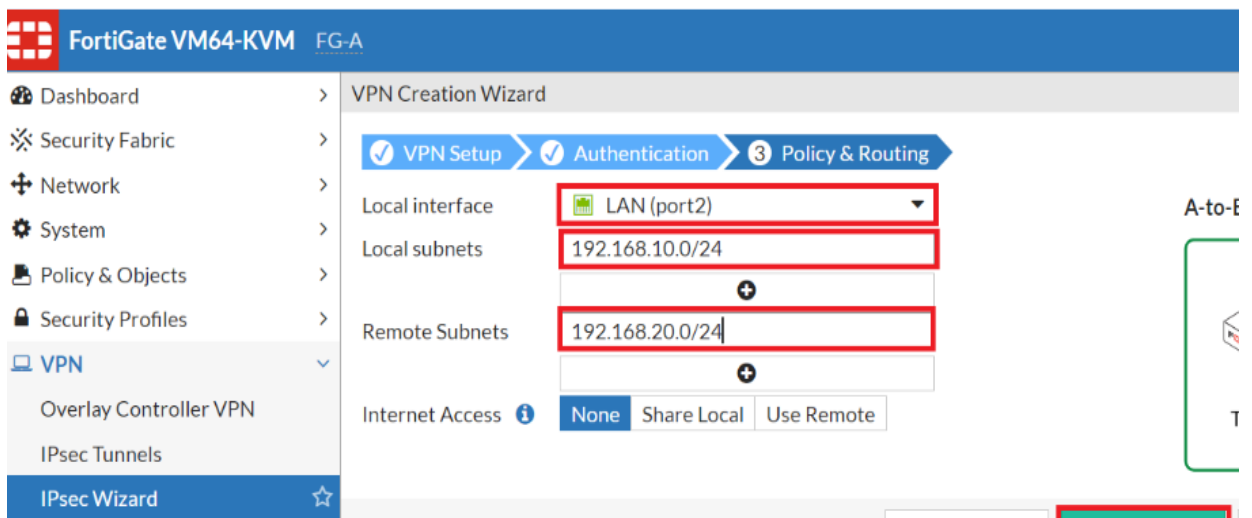 FortiGate VM64-KVM FG-A
Dashboard
Security Fabric
Network
System
Policy & Objects
Security Profiles
VPN
Overlay Controller VPN
IPsec Tunnels
IPsec Wizard
VPN Creation Wizard
VPN Setup Authentication 3 Policy & Routing
Local interface LAN (port2)
Local subnets 192.168.10.0/24
Remote Subnets 192.168.20.0/24
Internet Access None Share Local Use Remote